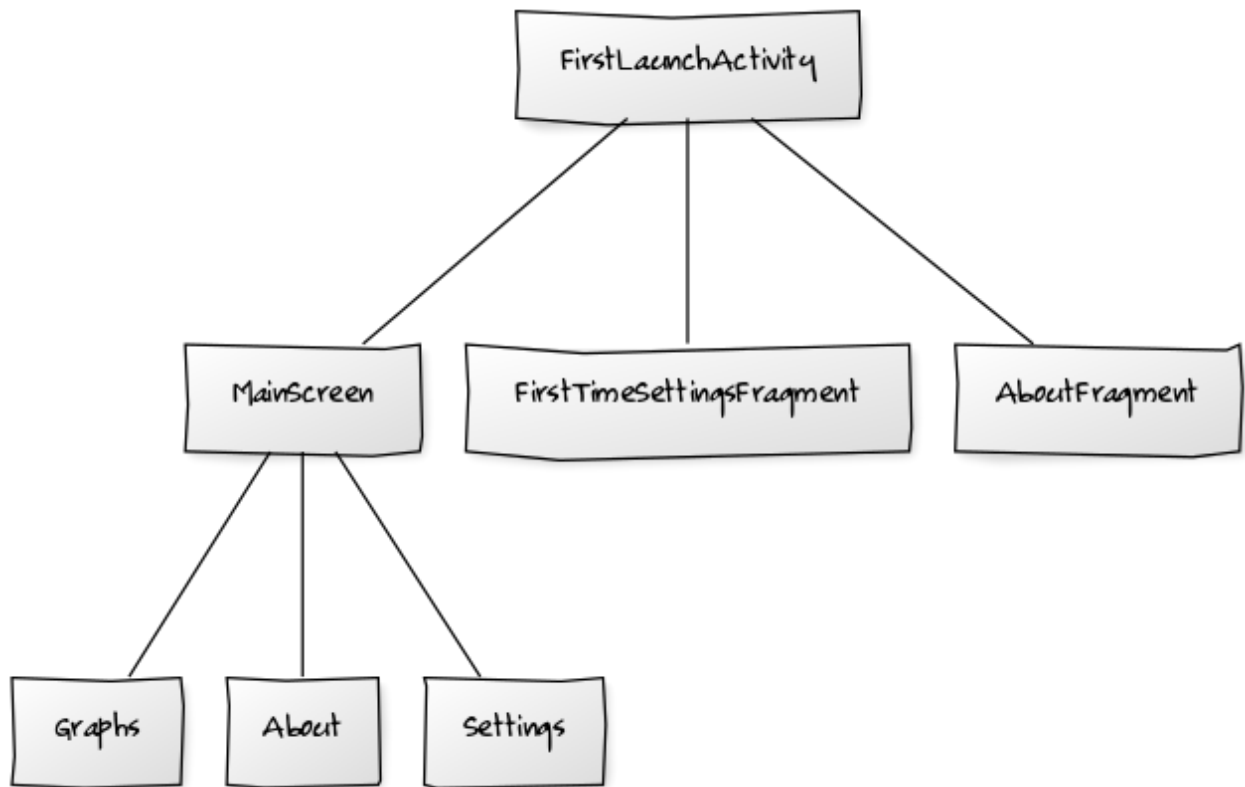 FirstLaunchActivity
MainScreen
FirstTimeSettingsFragment
AboutFragment
Graphs
About
Settings